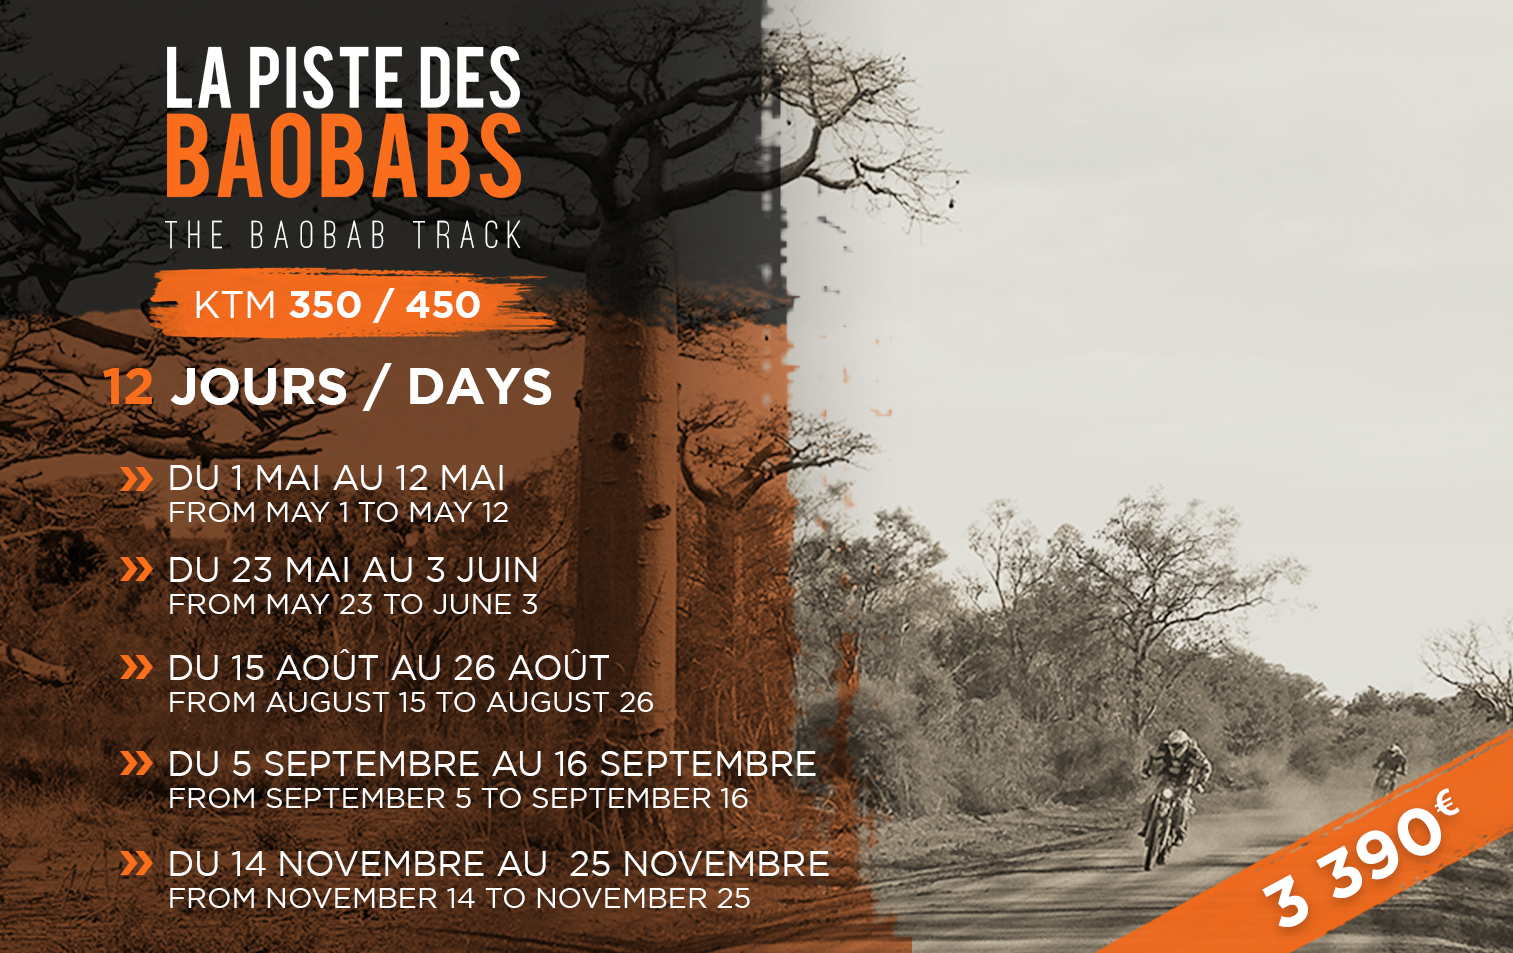 LA PISTE DES
BAOBABS
THE BAOBAB TRACK
KTM 350 / 450
12 JOURS / DAYS
DU 1 MAI AU 12 MAI
FROM MAY 1 TO MAY 12
DU 23 MAI AU 3 JUIN
FROM MAY 23 TO JUNE 3
DU 15 AOÛT AU 26 AOÛT
FROM AUGUST 15 TO AUGUST 26
DU 5 SEPTEMBRE AU 16 SEPTEMBRE
FROM SEPTEMBER 5 TO SEPTEMBER 16
DU 14 NOVEMBRE AU 25 NOVEMBRE
FROM NOVEMBER 14 TO NOVEMBER 25
3 390€